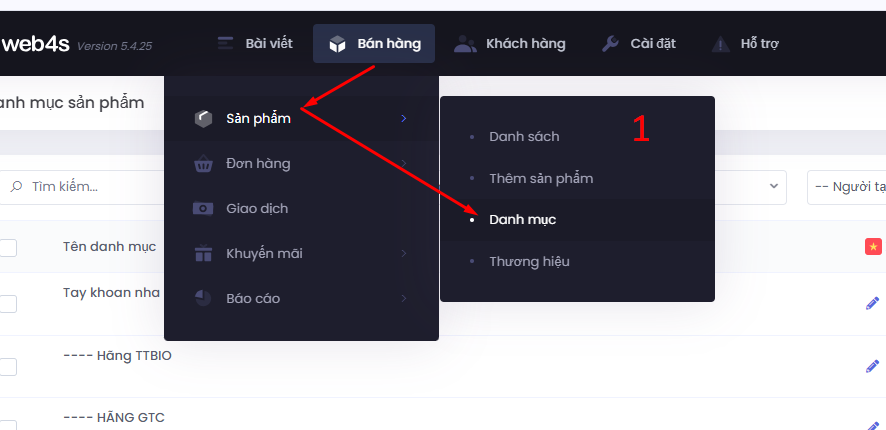 web4s Version 5.4.25
Bài viết
Bán hàng
Khách hàng
Cài đặt
Hỗ trợ
anh mục sản phẩm
Sản phẩm
Đơn hàng
Giao dịch
Khuyến mãi
Báo cáo
1
Danh sách
Thêm sản phẩm
Danh mục
Thương hiệu
Tìm kiếm...
-- Người tạ
Tên danh mục
Tay khoan nha
---- Hãng TTBIO
---- HÃNG GTC